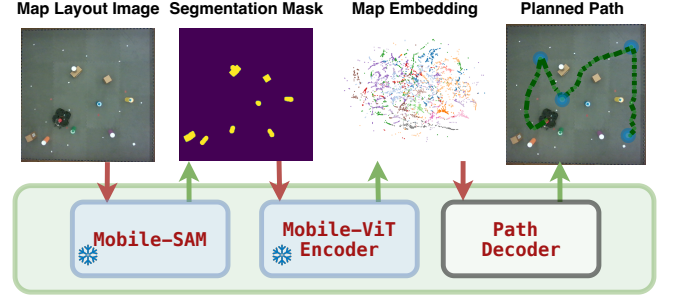 Map Layout Image Segmentation Mask Map Embedding Planned Path
Mobile-SAM
Mobile-ViT
Encoder
Path
Decoder